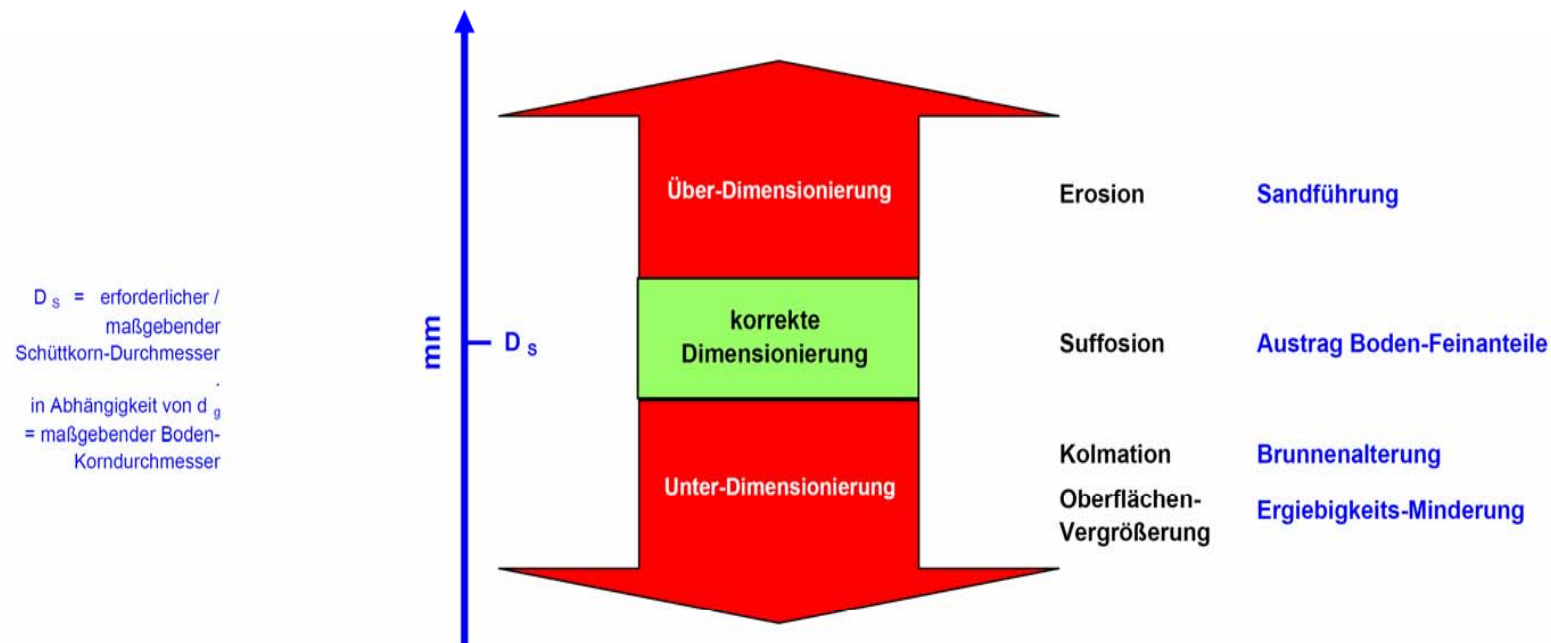 D S = erforderlicher /
maßgebender
Schüttkorn-Durchmesser
.
in Abhängigkeit von d g
= maßgebender Boden-
Korndurchmesser
mm
D S
Über-Dimensionierung
korrekte
Dimensionierung
Unter-Dimensionierung
Erosion
Sandführung
Suffosion
Austrag Boden-Feinanteile
Kolmation
Brunnenalterung
Oberflächen-
Vergrößerung
Ergiebigkeits-Minderung